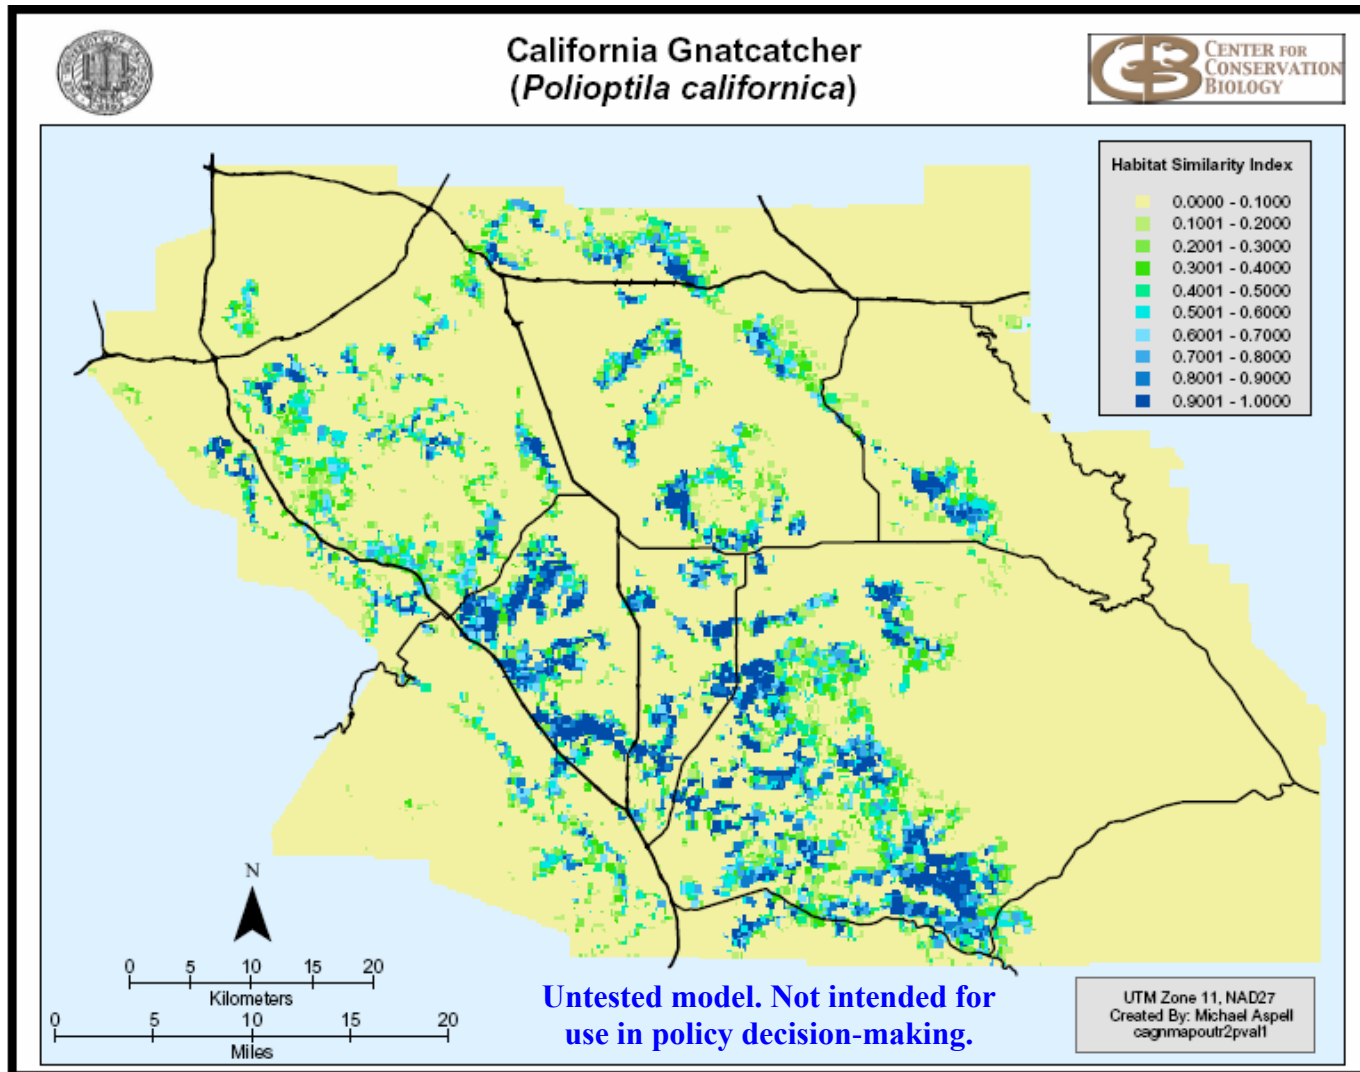 California Gnatcatcher
(Polioptila californica)
CENTER FOR
CONSERVATION
BIOLOGY
Habitat Similarity Index
0.0000 - 0.1000
0.1001 - 0.2000
0.2001 - 0.3000
0.3001 - 0.4000
0.4001 - 0.5000
0.5001 - 0.6000
0.6001 - 0.7000
0.7001 - 0.8000
0.8001 - 0.9000
0.9001 - 1.0000
N
0 5 10 15 20
Kilometers
0 5 10 15 20
Miles
Untested model. Not intended for
use in policy decision-making.
UTM Zone 11, NAD27
Created By: Michael Aspell
cagnmapoutr2pval1